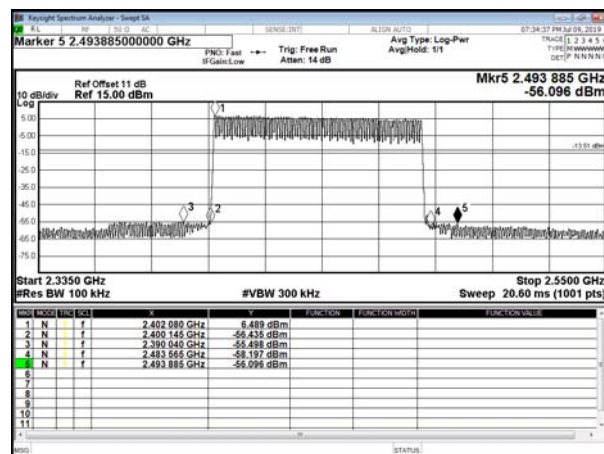 Keysight Spectrum Analyzer - Swept SA
RL RF 50 Ω AC SENSE:INT ALIGN AUTO 07:34:37 PM Jul 09, 2019
Marker 5 2.493885000000 GHz
PNO: Fast
IFGain:Low
Trig: Free Run
Atten: 14 dB
Avg Type: Log-Pwr
Avg|Hold: 1/1
TRACE 1 2 3 4 5
TYPE M
DET P N N N N
Mkr5 2.493 885 GHz
-56.096 dBm
Ref Offset 11 dB
10 dB/div Ref 15.00 dBm
Log
1
5.00
-5.00
-13.51 dBm
-15.0
-25.0
-35.0
-45.0
3 2 4 5
-55.0
-65.0
-75.0
Start 2.3350 GHz Stop 2.5500 GHz
#Res BW 100 kHz #VBW 300 kHz Sweep 20.60 ms (1001 pts)
MKR MODE TRC SCL X Y FUNCTION FUNCTION WIDTH FUNCTION VALUE
1 N f 2.402 080 GHz 6.489 dBm
2 N f 2.400 145 GHz -56.435 dBm
3 N f 2.390 040 GHz -55.498 dBm
4 N f 2.483 565 GHz -58.197 dBm
5 N f 2.493 885 GHz -56.096 dBm
6
7
8
9
10
11
MSG STATUS